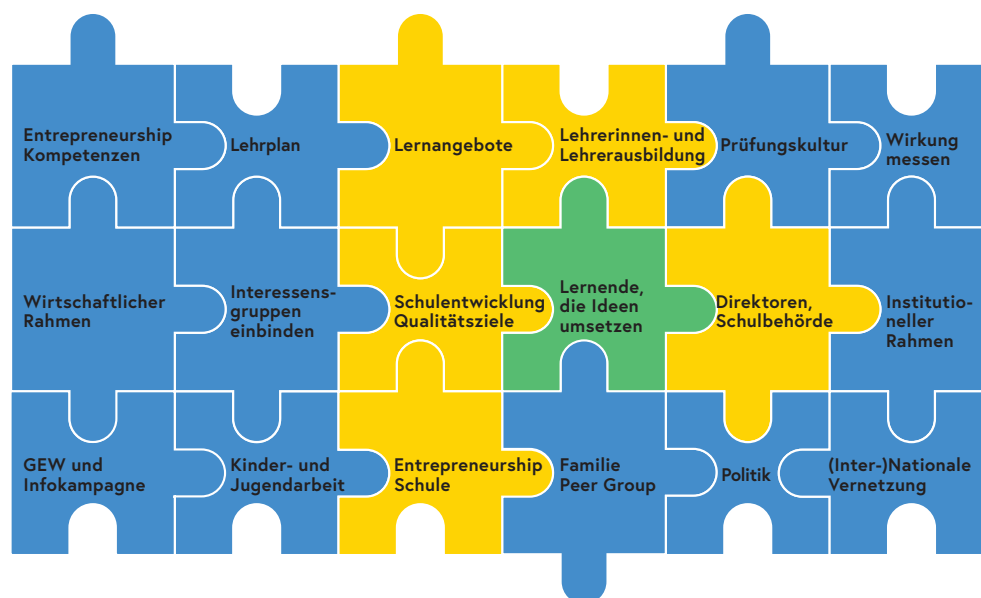 Entrepreneurship
Kompetenzen
Lehrplan
Lernangebote
Lehrerinnen- und
Lehrerausbildung
Prüfungskultur
Wirkung
messen
Wirtschaftlicher
Rahmen
Interessens-
gruppen
einbinden
Schulentwicklung
Qualitätsziele
Lernende,
die Ideen
umsetzen
Direktoren,
Schulbehörde
Institutio-
neller
Rahmen
GEW und
Infokampagne
Kinder- und
Jugendarbeit
Entrepreneurship
Schule
Familie
Peer Group
Politik
(Inter-)Nationale
Vernetzung